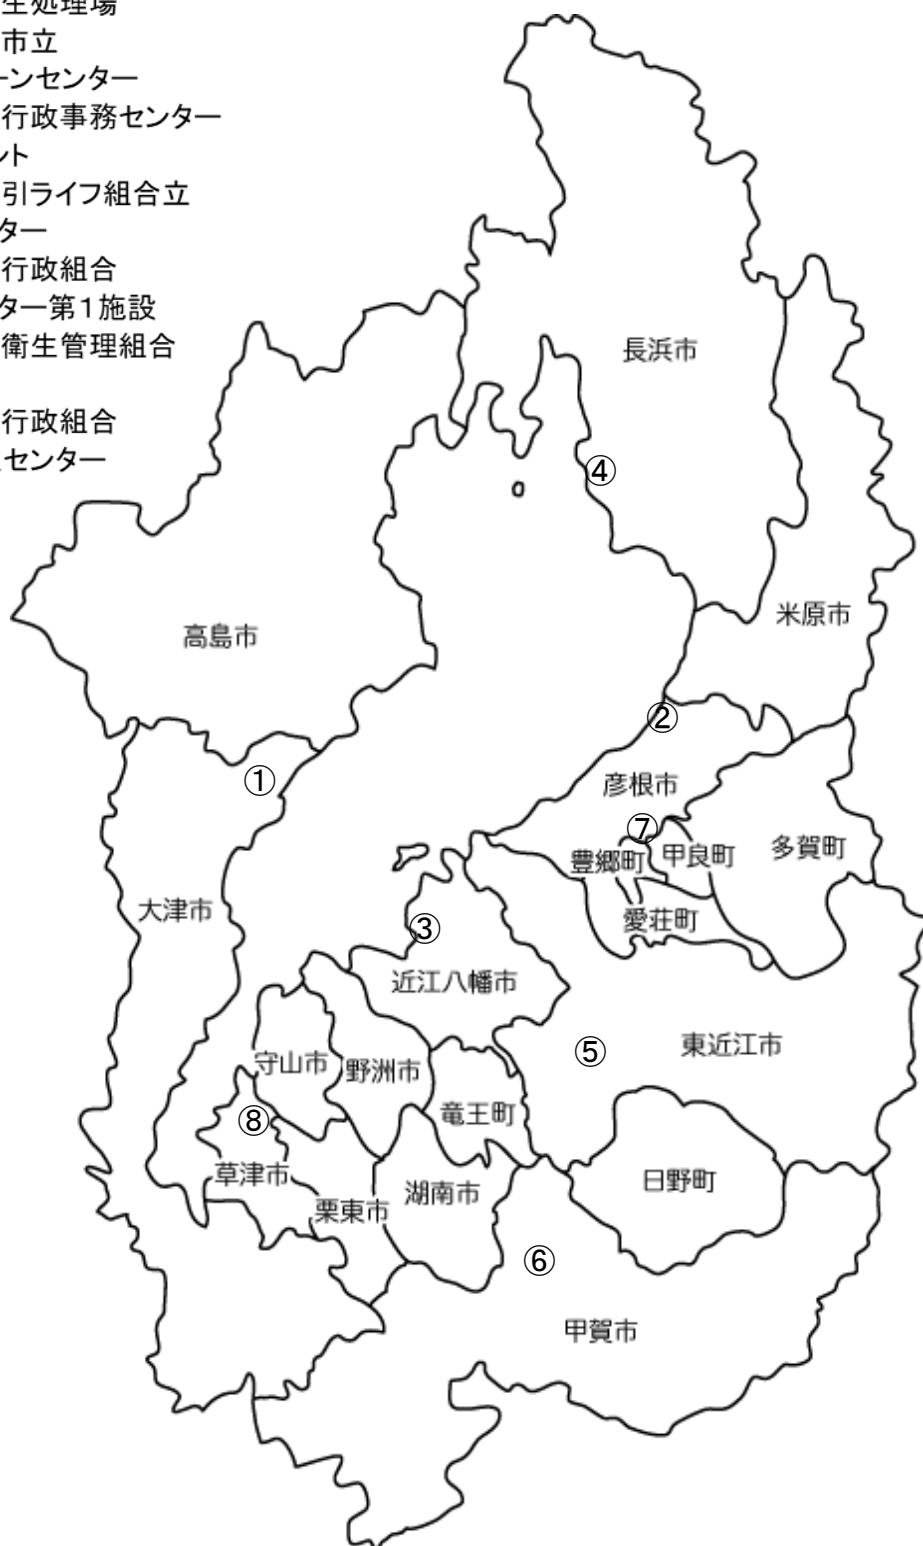 生処理場
市立
ーンセンター
行政事務センター
ント
引ライフ組合立
ター
行政組合
ター第1施設
衛生管理組合
行政組合
センター
長浜市
④
米原市
高島市
②
①
彦根市
⑦
豊郷町
甲良町
多賀町
大津市
愛荘町
③
近江八幡市
東近江市
⑤
守山市
野洲市
竜王町
⑧
草津市
日野町
湖南市
栗東市
⑥
甲賀市